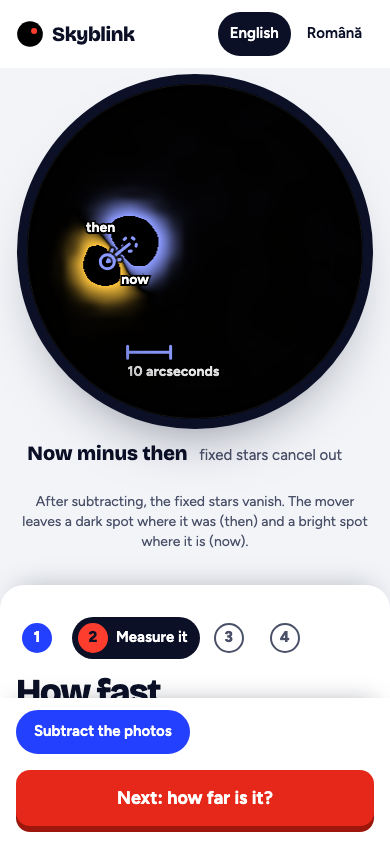 Skyblink
English
Română
then
now
10 arcseconds
Now minus then fixed stars cancel out
After subtracting, the fixed stars vanish. The mover
leaves a dark spot where it was (then) and a bright spot
where it is (now).
1
2 Measure it
3
4
How fast
Subtract the photos
Next: how far is it?